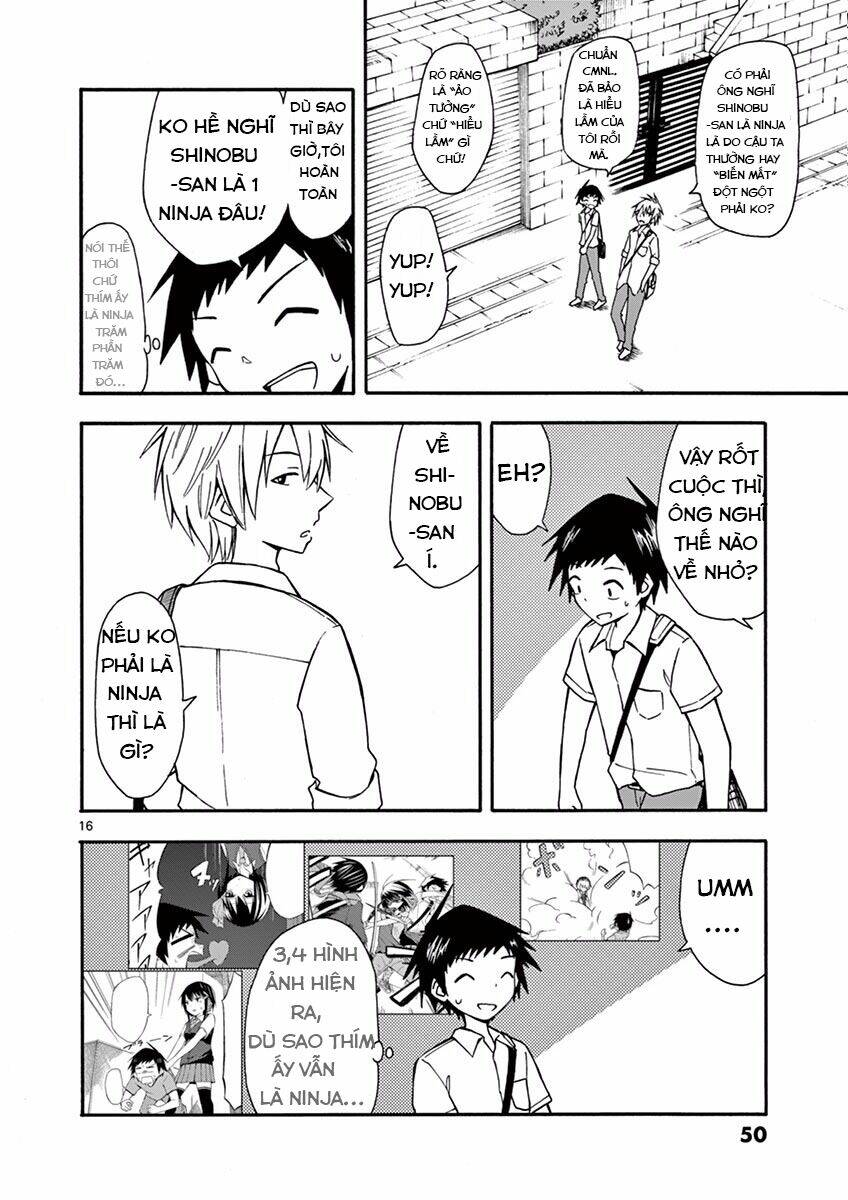 CÓ PHẢI
ÔNG NGHĨ
SHINOBU
-SAN LÀ NINJA
LÀ DO CẬU TA
THƯỜNG HAY
"BIẾN MẤT"
ĐỘT NGỘT
PHẢI KO?
CHUẨN
CMNL.
ĐÃ BẢO
LÀ HIỂU
LẦM CỦA
TÔI RỒI
MÀ.
RÕ RÀNG
LÀ "ẢO
TƯỞNG"
CHỨ "HIỂU
LẦM" GÌ
CHỨ!
YUP!
YUP!
DÙ SAO
THÌ BÂY
GIỜ,TÔI
HOÀN
TOÀN
KO HỀ NGHĨ
SHINOBU
-SAN LÀ 1
NINJA ĐÂU!
NÓI THẾ
THÔI
CHỨ
THÍM ẤY
LÀ NINJA
TRĂM
PHẦN
TRĂM
ĐÓ...
VẬY RỐT
CUỘC THÌ,
ÔNG NGHĨ
THẾ NÀO
VỀ NHỎ?
EH?
VỀ
SHI-
NOBU
-SAN
Í.
NẾU KO
PHẢI LÀ
NINJA
THÌ LÀ
GÌ?
16
UMM
....
3,4 HÌNH
ẢNH HIỆN
RA,
DÙ SAO THÍM
ẤY VẪN
LÀ NINJA...
50